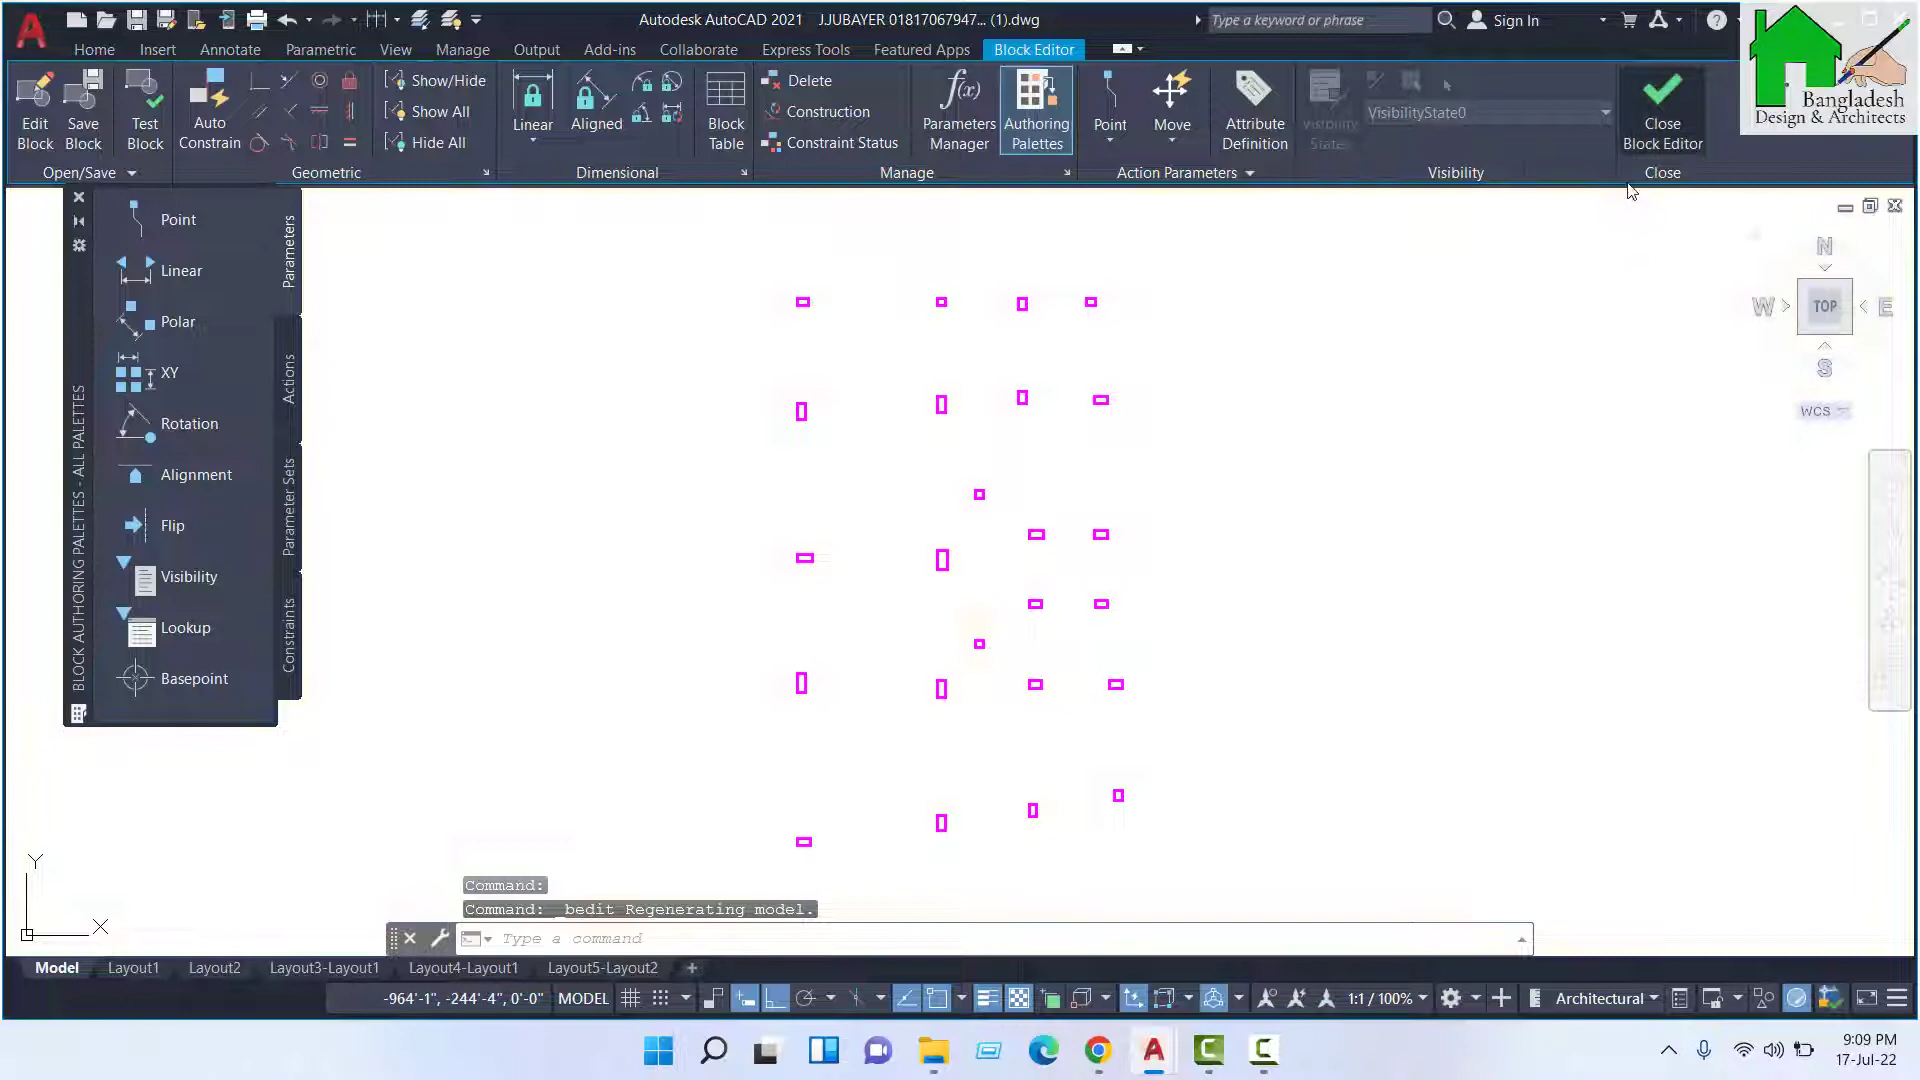 Autodesk AutoCAD 2021 JJUBAYER 01817067947... (1).dwg
Type a keyword or phrase
Sign In
Home Insert Annotate Parametric View Manage Output Add-ins Collaborate Express Tools Featured Apps Block Editor
Bangladesh
Design & Architects
Edit Block
Save Block
Test Block
Open/Save
Auto Constrain
Show/Hide
Show All
Hide All
Geometric
Linear
Aligned
Dimensional
Block Table
Delete
Construction
Constraint Status
Parameters Manager
Authoring Palettes
Manage
Point
Move
Action Parameters
Attribute Definition
Visibility States
VisibilityState0
Visibility
Close Block Editor
Close
Point
Linear
Polar
XY
Rotation
Alignment
Flip
Visibility
Lookup
Basepoint
Parameters
Actions
Parameter Sets
Constraints
BLOCK AUTHORING PALETTES - ALL PALETTES
N
W TOP E
S
WCS
Y
X
Command:
Command: _bedit Regenerating model.
Type a command
Model Layout1 Layout2 Layout3-Layout1 Layout4-Layout1 Layout5-Layout2
-964'-1", -244'-4", 0'-0" MODEL 1:1 / 100% Architectural
9:09 PM
17-Jul-22